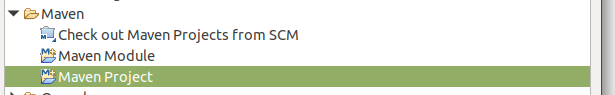 Maven
Check out Maven Projects from SCM
Maven Module
Maven Project